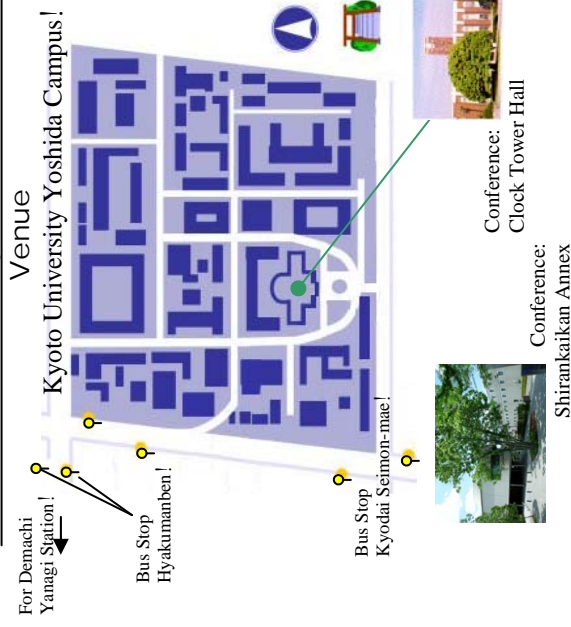 Venue
Kyoto University Yoshida Campus!
For Demachi
Yanagi Station!
Bus Stop
Hyakumanben!
Bus Stop
Kyodai Seimon-mae!
Conference:
Clock Tower Hall
Conference:
Shirankaikan Annex